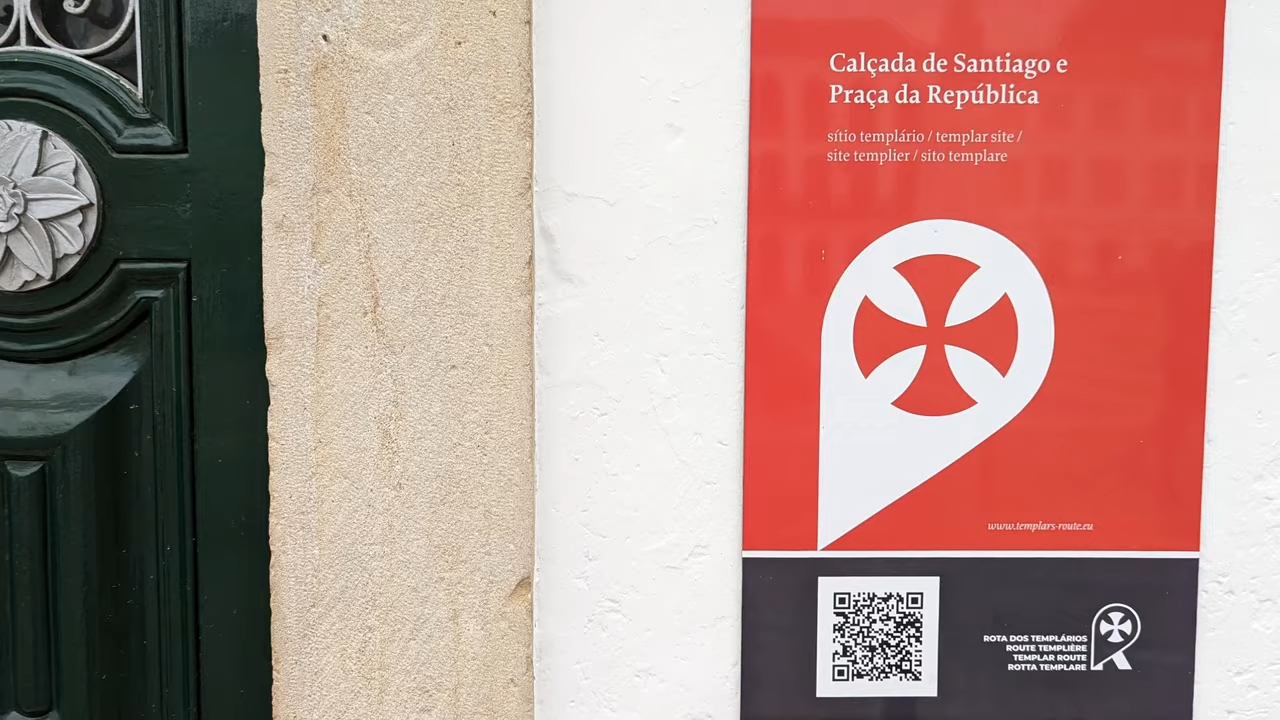 Calçada de Santiago e
Praça da República
sítio templário / templar site /
site templier / sito templare
www.templars-route.eu
ROTA DOS TEMPLÁRIOS
ROUTE TEMPLIÈRE
TEMPLAR ROUTE
ROTTA TEMPLARE